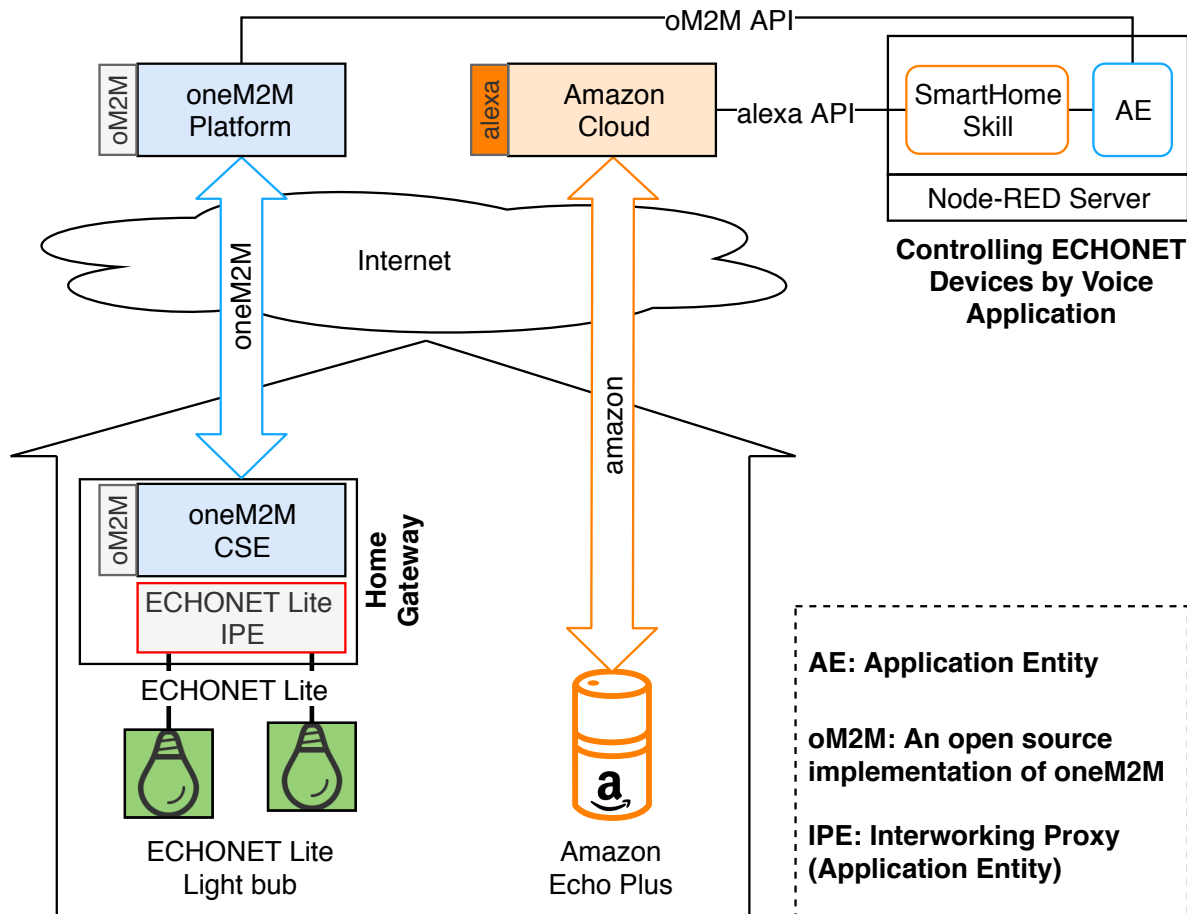 oM2M API
oM2M
oneM2M
Platform
alexa
Amazon
Cloud
alexa API
SmartHome
Skill
AE
Node-RED Server
Controlling ECHONET
Devices by Voice
Application
Internet
oneM2M
amazon
oM2M
oneM2M
CSE
ECHONET Lite
IPE
Home
Gateway
ECHONET Lite
ECHONET Lite
Light bub
a
Amazon
Echo Plus
AE: Application Entity
oM2M: An open source
implementation of oneM2M
IPE: Interworking Proxy
(Application Entity)